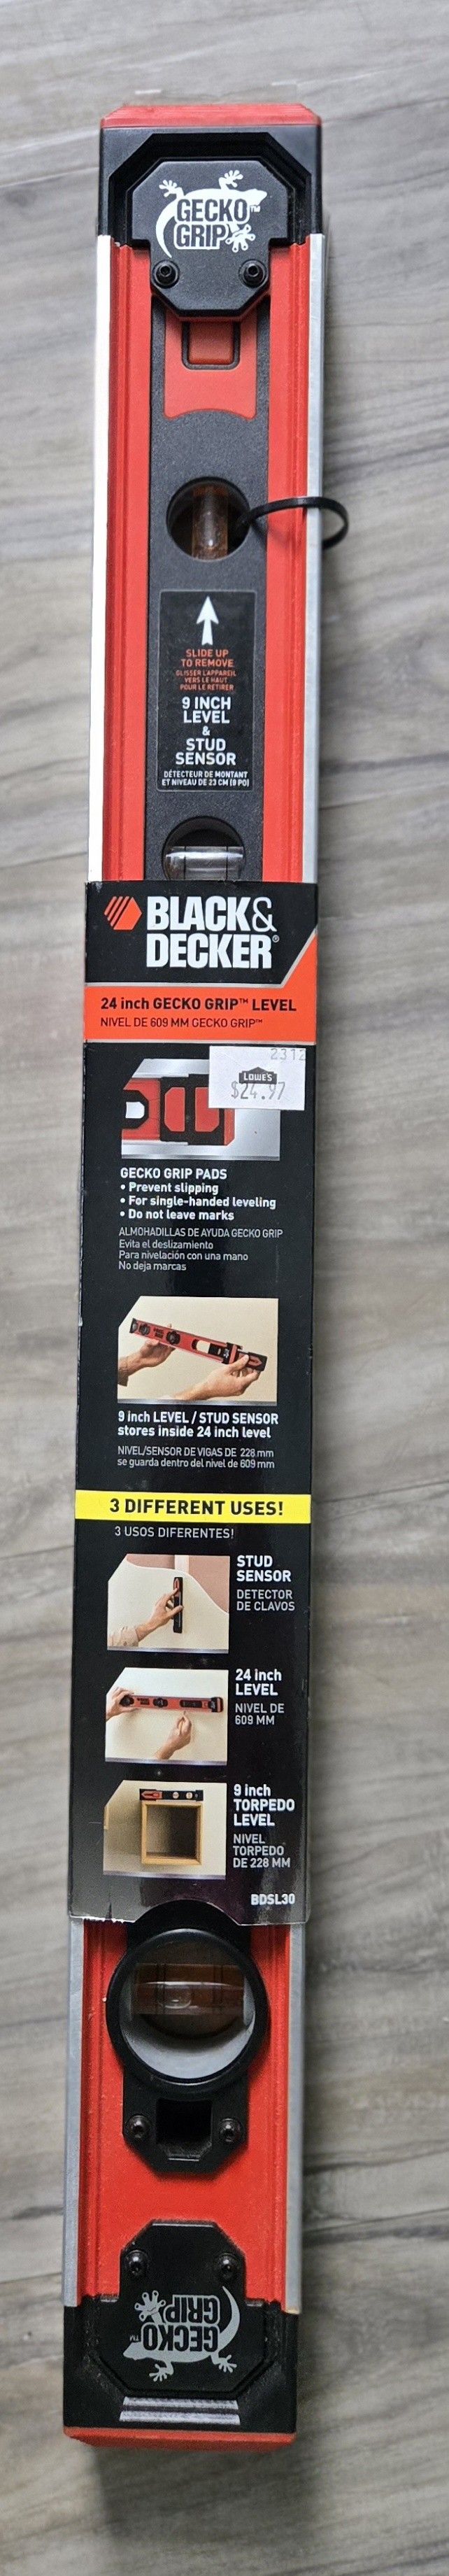 GECKO™
GRIP
SLIDE UP
TO REMOVE
GLISSER L'APPAREIL
VERS LE HAUT
POUR LE RETIRER
9 INCH
LEVEL
&
STUD
SENSOR
DÉTECTEUR DE MONTANT
ET NIVEAU DE 23 CM (9 PO)
BLACK&
DECKER®
24 inch GECKO GRIP™ LEVEL
NIVEL DE 609 MM GECKO GRIP™
2312
LOWE'S
$24.97
GECKO GRIP PADS
• Prevent slipping
• For single-handed leveling
• Do not leave marks
ALMOHADILLAS DE AYUDA GECKO GRIP
Evita el deslizamiento
Para nivelación con una mano
No deja marcas
9 inch LEVEL / STUD SENSOR
stores inside 24 inch level
NIVEL/SENSOR DE VIGAS DE 228 mm
se guarda dentro del nivel de 609 mm
3 DIFFERENT USES!
3 USOS DIFERENTES!
STUD
SENSOR
DETECTOR
DE CLAVOS
24 inch
LEVEL
NIVEL DE
609 MM
9 inch
TORPEDO
LEVEL
NIVEL
TORPEDO
DE 228 MM
BDSL30
GECKO™
GRIP